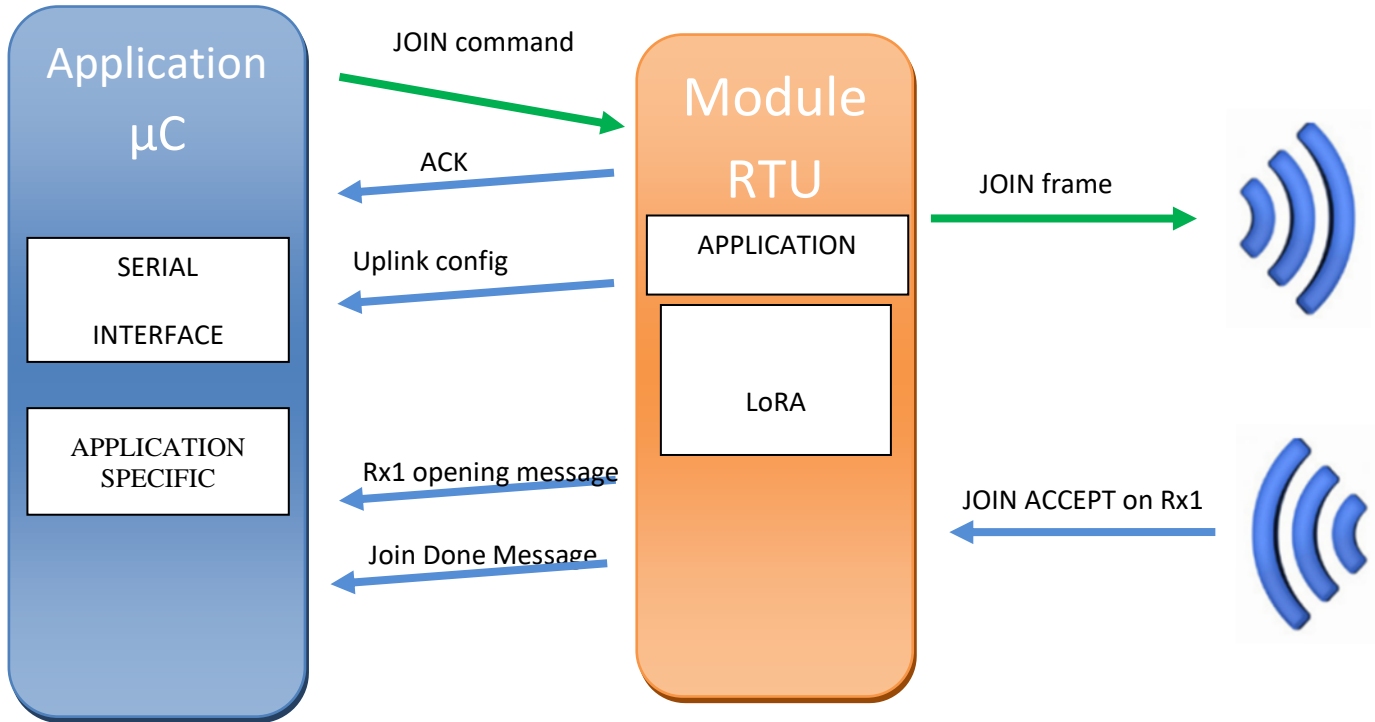 Application
µC
JOIN command
Module
RTU
ACK
JOIN frame
SERIAL
INTERFACE
Uplink config
APPLICATION
LoRA
APPLICATION
SPECIFIC
Rx1 opening message
JOIN ACCEPT on Rx1
Join Done Message